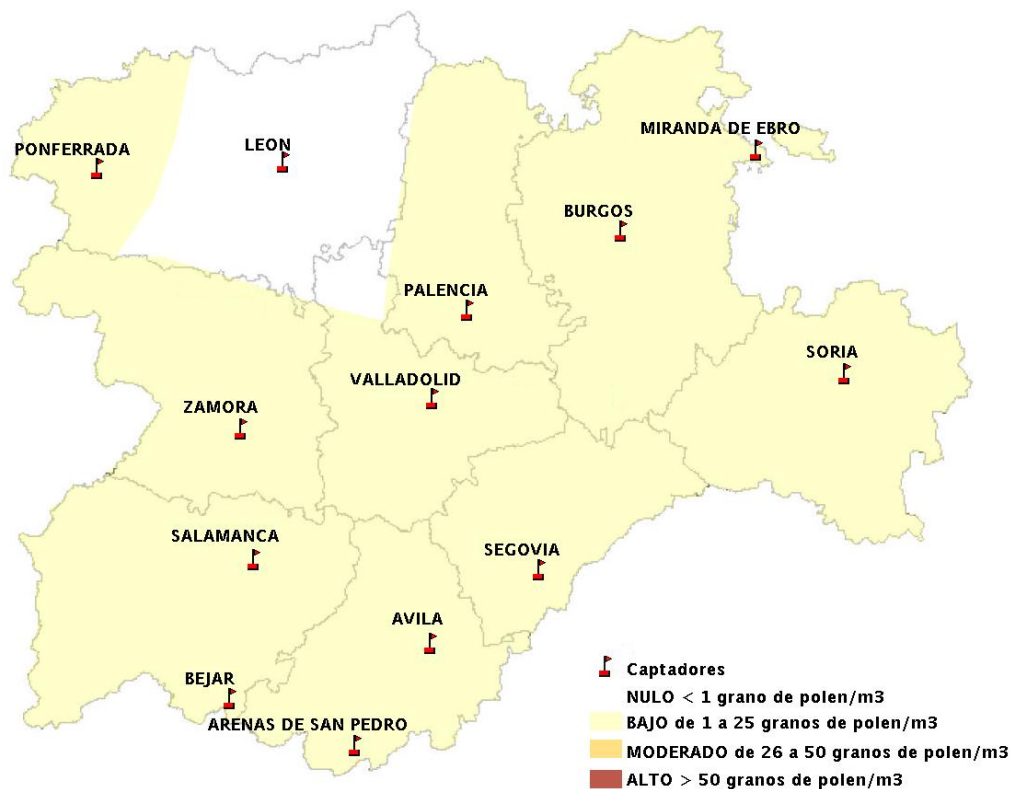 MIRANDA DE EBRO
PONFERRADA
LEON
BURGOS
PALENCIA
SORIA
VALLADOLID
ZAMORA
SALAMANCA
SEGOVIA
AVILA
BEJAR
ARENAS DE SAN PEDRO
Captadores
NULO < 1 grano de polen/m3
BAJO de 1 a 25 granos de polen/m3
MODERADO de 26 a 50 granos de polen/m3
ALTO > 50 granos de polen/m3